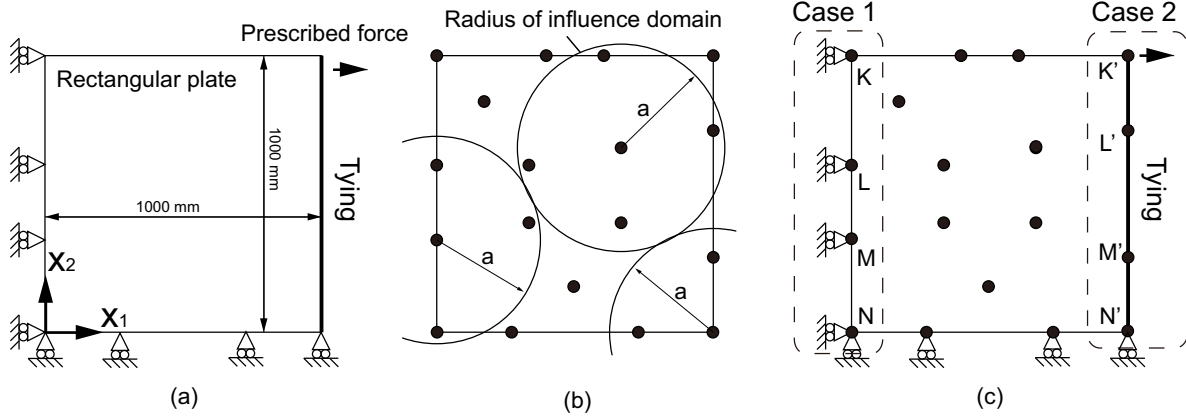 Prescribed force
Rectangular plate
1000 mm
1000 mm
Tying
X2
X1
(a)
Radius of influence domain
a
a
a
(b)
Case 1
Case 2
K
K'
L'
L
M
M'
N
N'
Tying
(c)